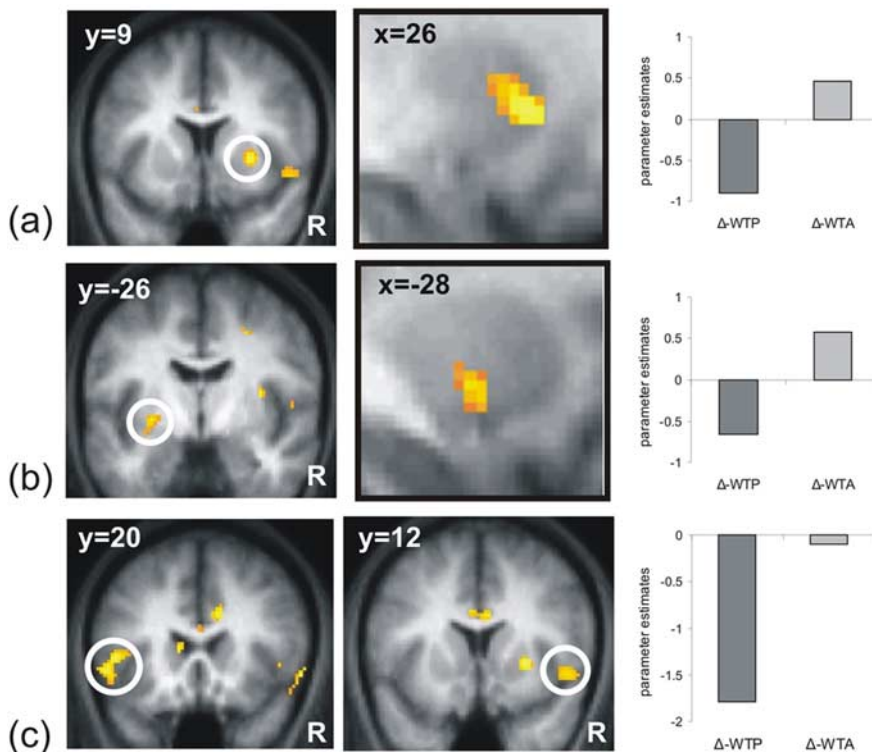 y=9
R
x=26
parameter estimates
1
0.5
0
-0.5
-1
Δ-WTP Δ-WTA
(a)
y=-26
R
x=-28
parameter estimates
1
0.5
0
-0.5
-1
Δ-WTP Δ-WTA
(b)
y=20
R
y=12
R
parameter estimates
0
-0.5
-1
-1.5
-2
Δ-WTP Δ-WTA
(c)